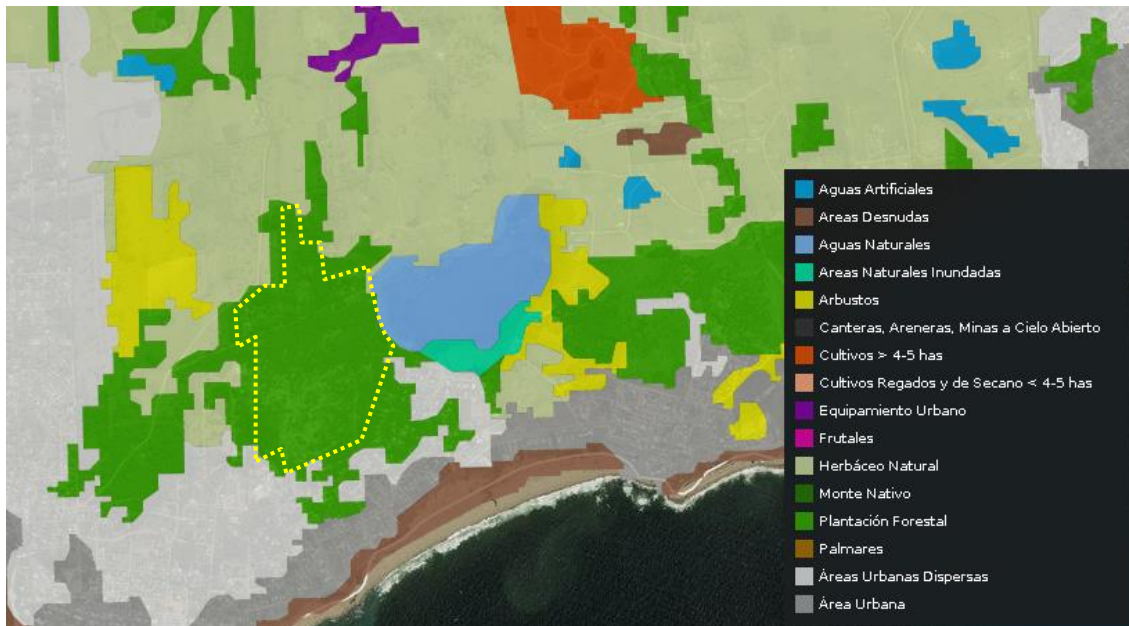 Aguas Artificiales
Areas Desnudas
Aguas Naturales
Areas Naturales Inundadas
Arbustos
Canteras, Areneras, Minas a Cielo Abierto
Cultivos > 4-5 has
Cultivos Regados y de Secano < 4-5 has
Equipamiento Urbano
Frutales
Herbáceo Natural
Monte Nativo
Plantación Forestal
Palmares
Áreas Urbanas Dispersas
Área Urbana